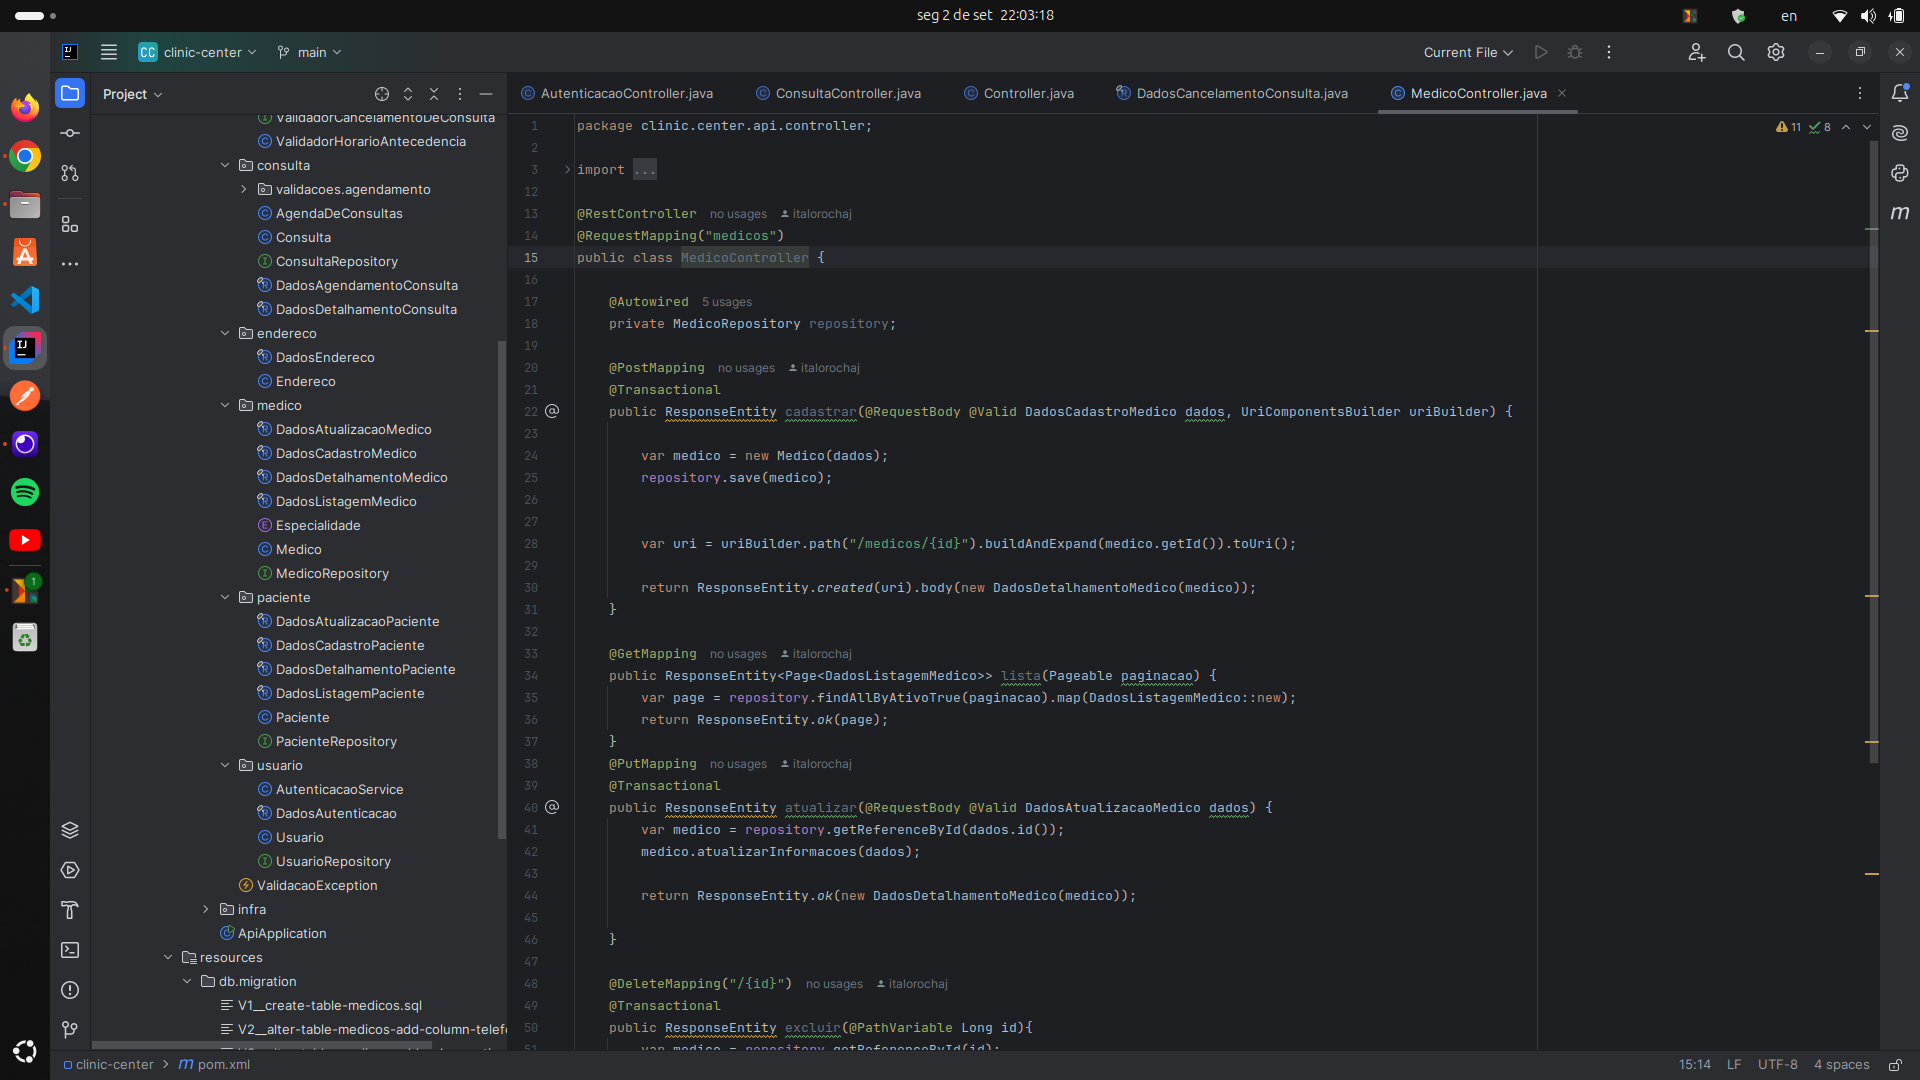 seg 2 de set 22:03:18
en
CC clinic-center
main
Current File
Project
AutenticacaoController.java
ConsultaController.java
Controller.java
DadosCancelamentoConsulta.java
MedicoController.java
ValidadorCancelamentoDeConsulta
ValidadorHorarioAntecedencia
consulta
validacoes.agendamento
AgendaDeConsultas
Consulta
ConsultaRepository
DadosAgendamentoConsulta
DadosDetalhamentoConsulta
endereco
DadosEndereco
Endereco
medico
DadosAtualizacaoMedico
DadosCadastroMedico
DadosDetalhamentoMedico
DadosListagemMedico
Especialidade
Medico
MedicoRepository
paciente
DadosAtualizacaoPaciente
DadosCadastroPaciente
DadosDetalhamentoPaciente
DadosListagemPaciente
Paciente
PacienteRepository
usuario
AutenticacaoService
DadosAutenticacao
Usuario
UsuarioRepository
ValidacaoException
infra
ApiApplication
resources
db.migration
V1__create-table-medicos.sql
V2__alter-table-medicos-add-column-telef
11 8
1 package clinic.center.api.controller;
2
3 import ...
12
13 @RestController no usages italorochaj
14 @RequestMapping("medicos")
15 public class MedicoController {
16
17 @Autowired 5 usages
18 private MedicoRepository repository;
19
20 @PostMapping no usages italorochaj
21 @Transactional
22 public ResponseEntity cadastrar(@RequestBody @Valid DadosCadastroMedico dados, UriComponentsBuilder uriBuilder) {
23
24 var medico = new Medico(dados);
25 repository.save(medico);
26
27
28 var uri = uriBuilder.path("/medicos/{id}").buildAndExpand(medico.getId()).toUri();
29
30 return ResponseEntity.created(uri).body(new DadosDetalhamentoMedico(medico));
31 }
32
33 @GetMapping no usages italorochaj
34 public ResponseEntity<Page<DadosListagemMedico>> lista(Pageable paginacao) {
35 var page = repository.findAllByAtivoTrue(paginacao).map(DadosListagemMedico::new);
36 return ResponseEntity.ok(page);
37 }
38 @PutMapping no usages italorochaj
39 @Transactional
40 public ResponseEntity atualizar(@RequestBody @Valid DadosAtualizacaoMedico dados) {
41 var medico = repository.getReferenceById(dados.id());
42 medico.atualizarInformacoes(dados);
43
44 return ResponseEntity.ok(new DadosDetalhamentoMedico(medico));
45
46 }
47
48 @DeleteMapping("/{id}") no usages italorochaj
49 @Transactional
50 public ResponseEntity excluir(@PathVariable Long id){
51 var medico = repository.getReferenceById(id);
clinic-center
m pom.xml
15:14 LF UTF-8 4 spaces